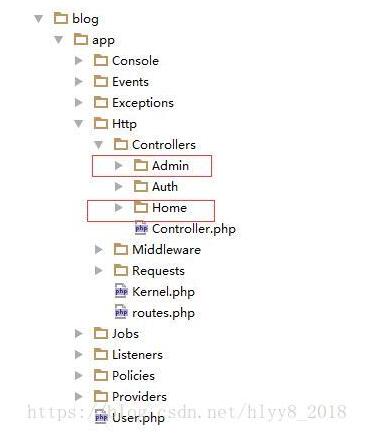 blog
app
Console
Events
Exceptions
Http
Controllers
Admin
Auth
Home
php Controller.php
Middleware
Requests
php Kernel.php
php routes.php
Jobs
Listeners
Policies
Providers
php User.php
https://blog.csdn.net/hlyy8_2018